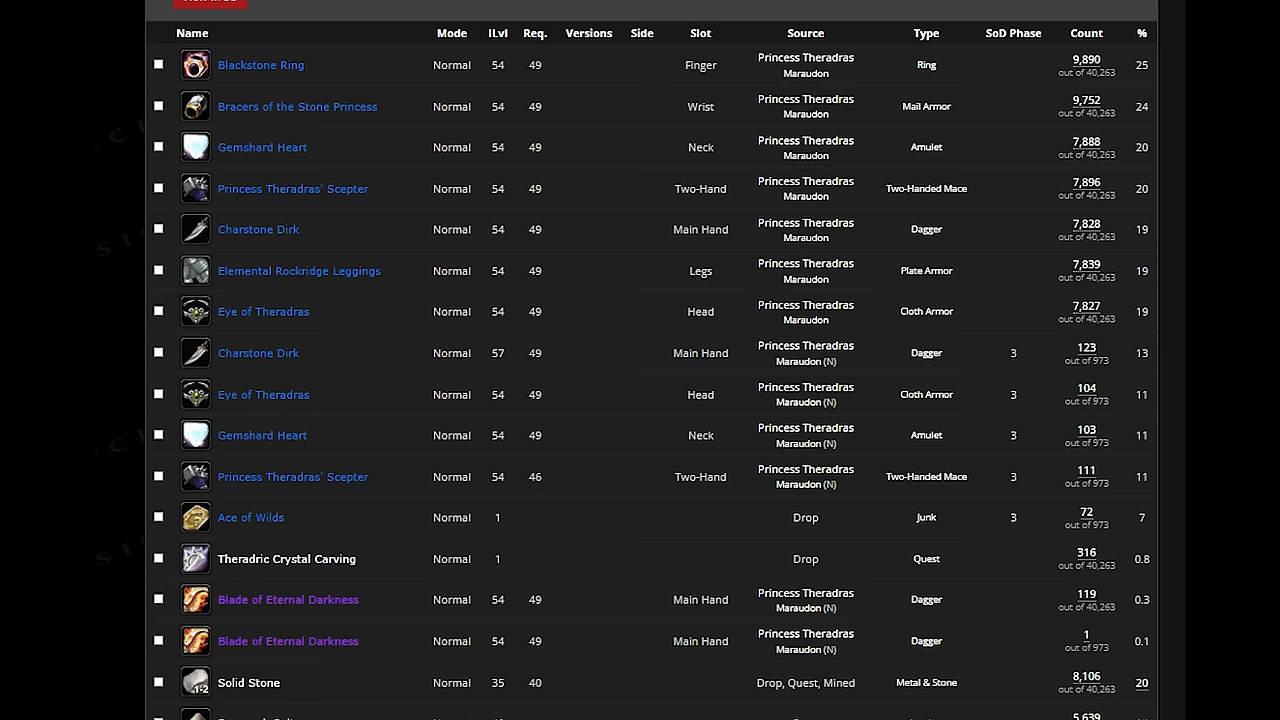 Name Mode ILvl Req. Versions Side Slot Source Type SoD Phase Count %
Blackstone Ring Normal 54 49 Finger Princess Theradras Maraudon Ring 9,890 out of 40,263 25
Bracers of the Stone Princess Normal 54 49 Wrist Princess Theradras Maraudon Mail Armor 9,752 out of 40,263 24
Gemshard Heart Normal 54 49 Neck Princess Theradras Maraudon Amulet 7,888 out of 40,263 20
Princess Theradras' Scepter Normal 54 49 Two-Hand Princess Theradras Maraudon Two-Handed Mace 7,896 out of 40,263 20
Charstone Dirk Normal 54 49 Main Hand Princess Theradras Maraudon Dagger 7,828 out of 40,263 19
Elemental Rockridge Leggings Normal 54 49 Legs Princess Theradras Maraudon Plate Armor 7,839 out of 40,263 19
Eye of Theradras Normal 54 49 Head Princess Theradras Maraudon Cloth Armor 7,827 out of 40,263 19
Charstone Dirk Normal 57 49 Main Hand Princess Theradras Maraudon (N) Dagger 3 123 out of 973 13
Eye of Theradras Normal 54 49 Head Princess Theradras Maraudon (N) Cloth Armor 3 104 out of 973 11
Gemshard Heart Normal 54 49 Neck Princess Theradras Maraudon (N) Amulet 3 103 out of 973 11
Princess Theradras' Scepter Normal 54 46 Two-Hand Princess Theradras Maraudon (N) Two-Handed Mace 3 111 out of 973 11
Ace of Wilds Normal 1 Drop Junk 3 72 out of 973 7
Theradric Crystal Carving Normal 1 Drop Quest 316 out of 40,263 0.8
Blade of Eternal Darkness Normal 54 49 Main Hand Princess Theradras Maraudon (N) Dagger 119 out of 40,263 0.3
Blade of Eternal Darkness Normal 54 49 Main Hand Princess Theradras Maraudon (N) Dagger 1 out of 973 0.1
1-2 Solid Stone Normal 35 40 Drop, Quest, Mined Metal & Stone 8,106 out of 40,263 20
5,639